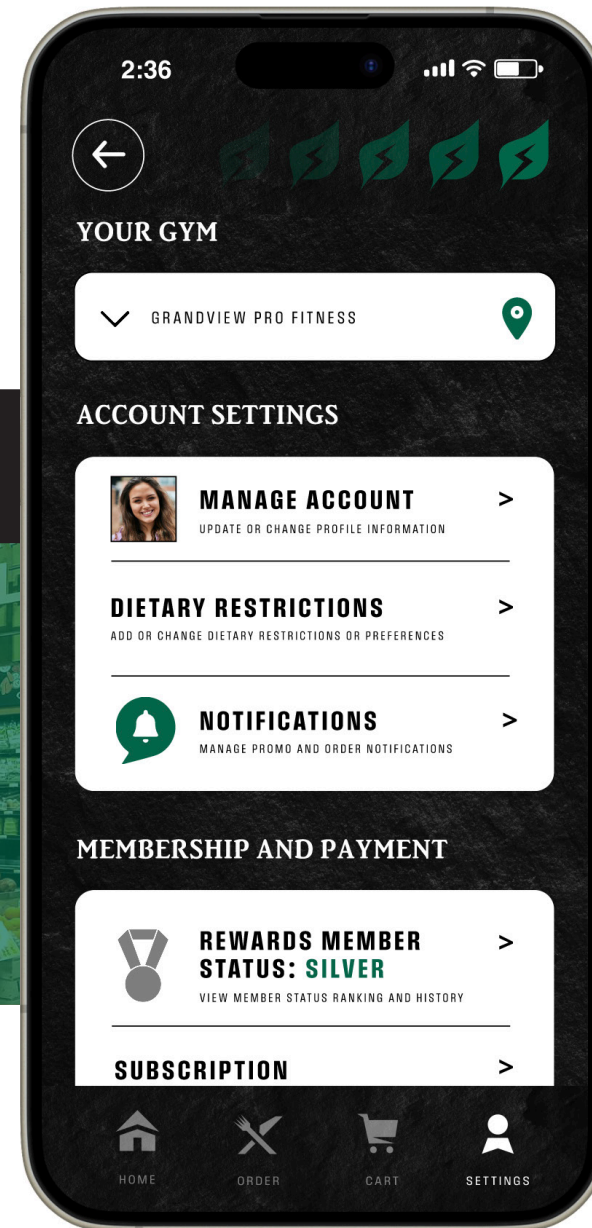 2:36
YOUR GYM
GRANDVIEW PRO FITNESS
ACCOUNT SETTINGS
MANAGE ACCOUNT >
UPDATE OR CHANGE PROFILE INFORMATION
DIETARY RESTRICTIONS >
ADD OR CHANGE DIETARY RESTRICTIONS OR PREFERENCES
NOTIFICATIONS >
MANAGE PROMO AND ORDER NOTIFICATIONS
MEMBERSHIP AND PAYMENT
REWARDS MEMBER >
STATUS: SILVER
VIEW MEMBER STATUS RANKING AND HISTORY
SUBSCRIPTION >
HOME ORDER CART SETTINGS